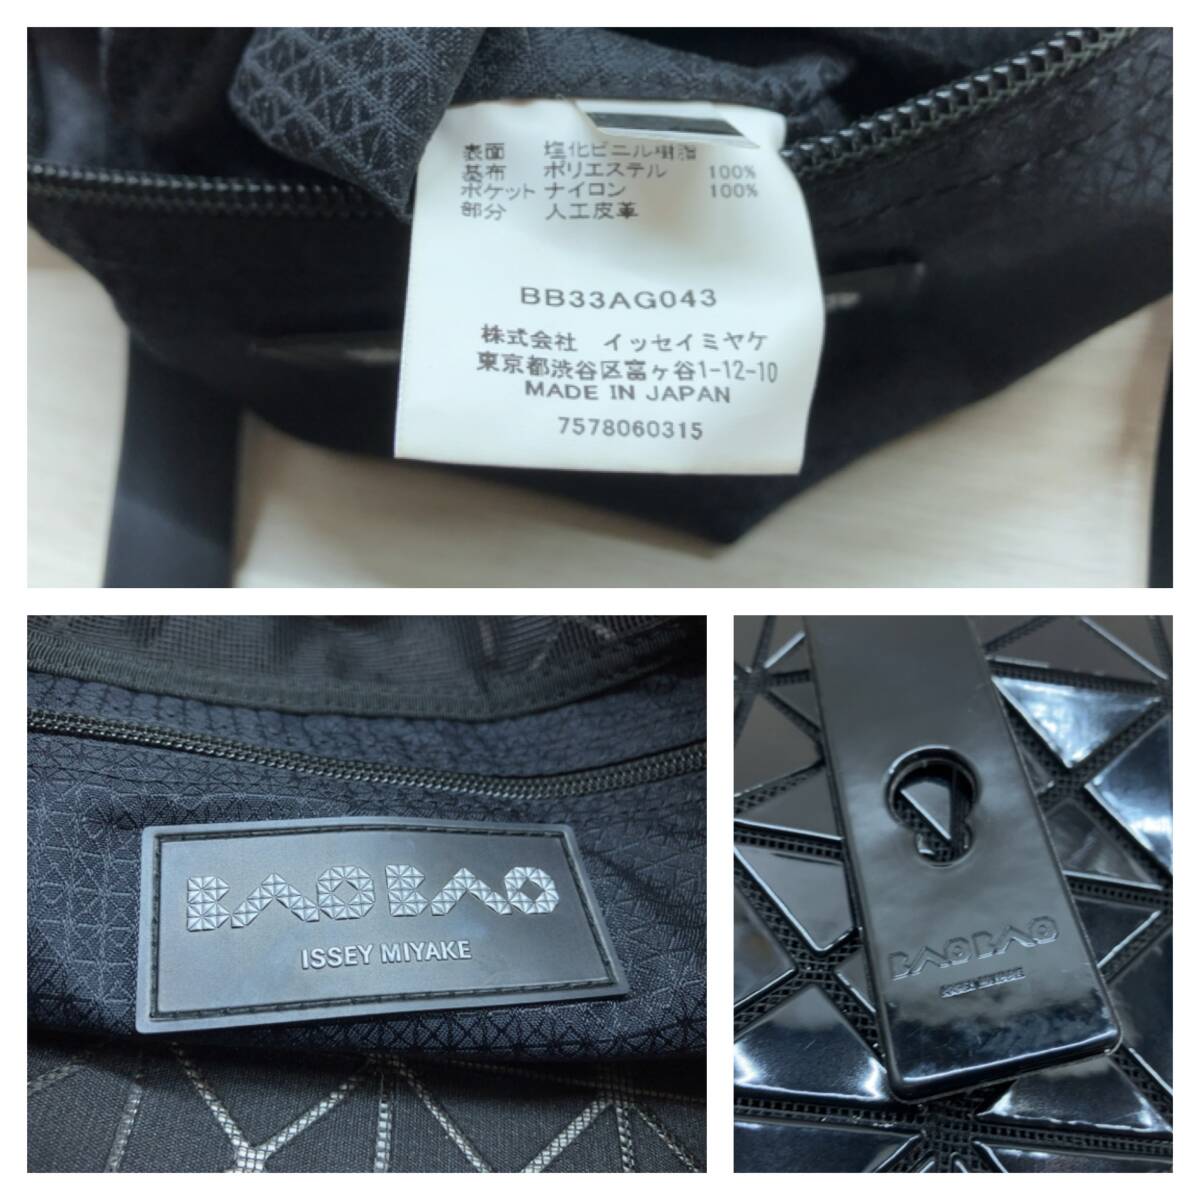 表面 塩化ビニル樹脂
基布 ポリエステル 100%
ポケット ナイロン 100%
部分 人工皮革
BB33AG043
株式会社 イッセイミヤケ
東京都渋谷区富ヶ谷1-12-10
MADE IN JAPAN
7578060315
BAO BAO
ISSEY MIYAKE
BAO BAO
ISSEY MIYAKE